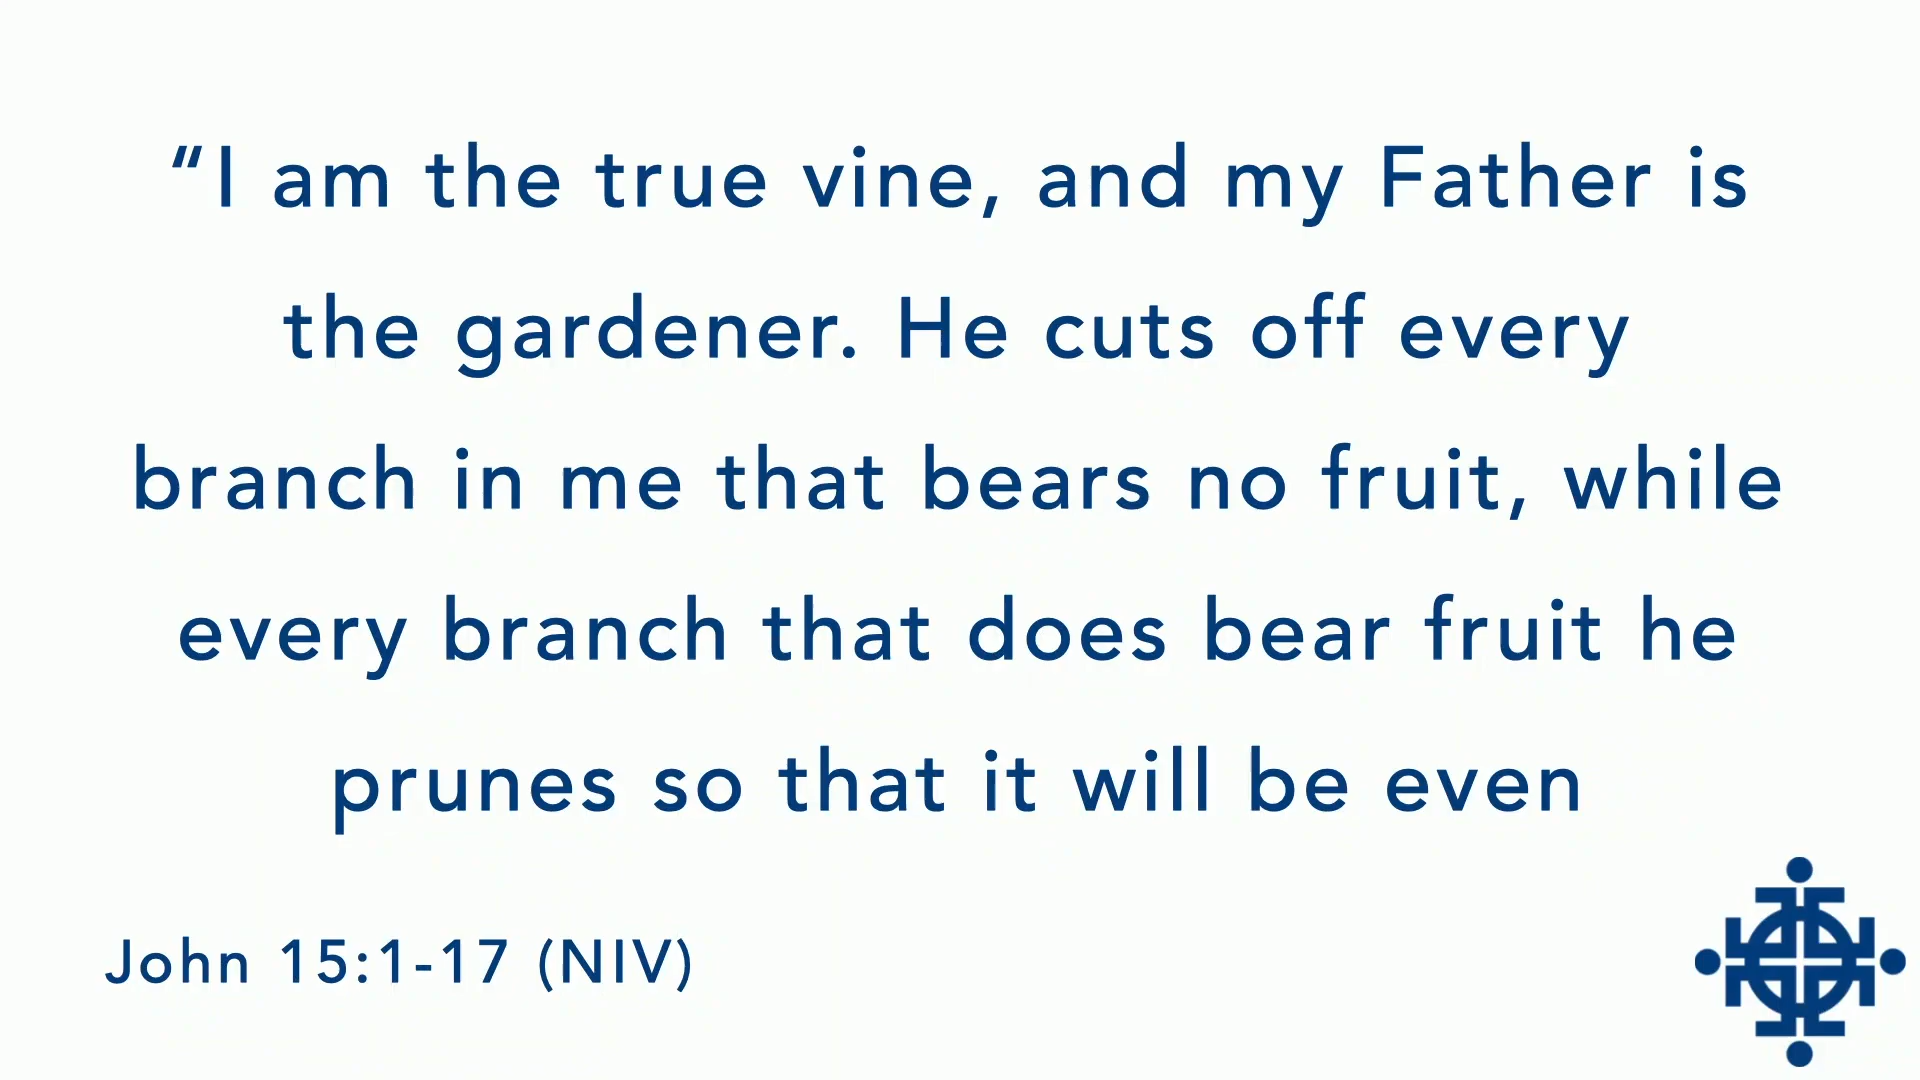 “I am the true vine, and my Father is
the gardener. He cuts off every
branch in me that bears no fruit, while
every branch that does bear fruit he
prunes so that it will be even
John 15:1-17 (NIV)